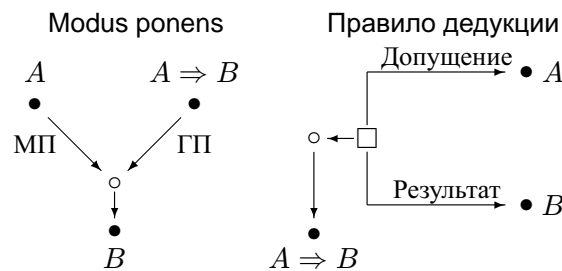 Modus ponens
A
A ⇒ B
МП
ГП
B
Правило дедукции
Допущение
A
Результат
B
A ⇒ B